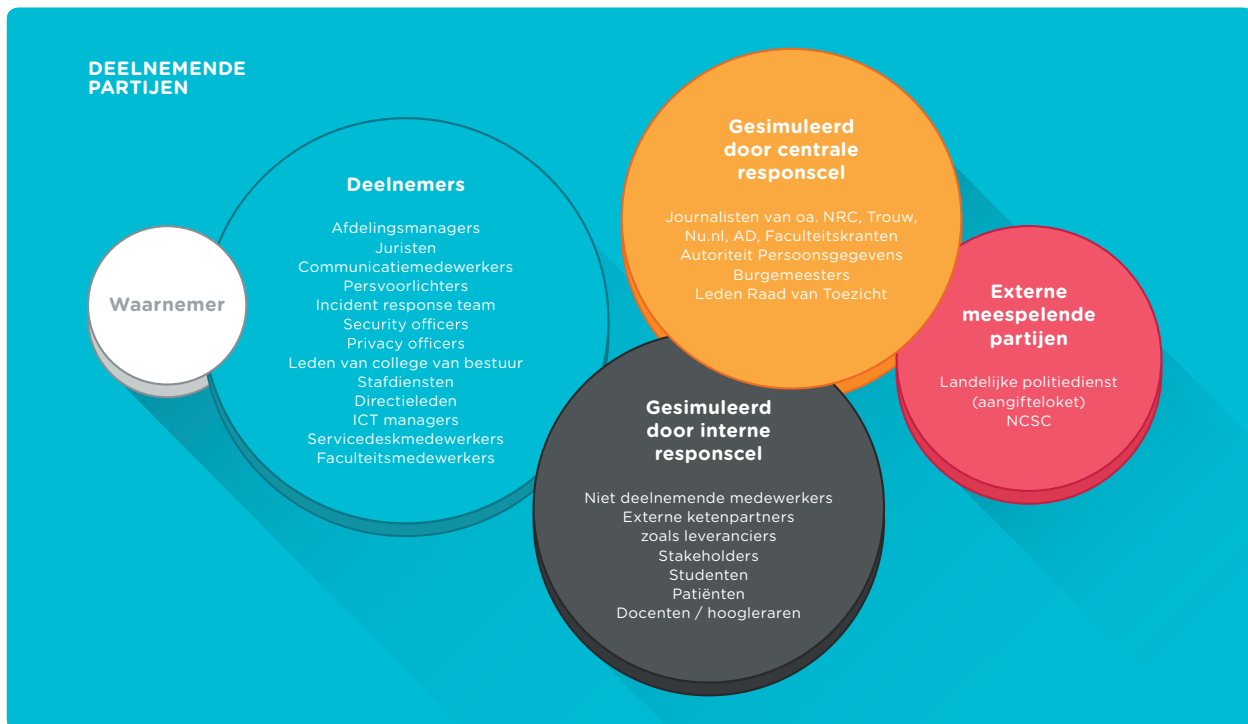 DEELNEMENDE
PARTIJEN
Waarnemer
Deelnemers
Afdelingsmanagers
Juristen
Communicatiemedewerkers
Persvoorlichters
Incident response team
Security officers
Privacy officers
Leden van college van bestuur
Stafdiensten
Directieleden
ICT managers
Servicedeskmedewerkers
Faculteitsmedewerkers
Gesimuleerd
door centrale
responscel
Journalisten van oa. NRC, Trouw,
Nu.nl, AD, Faculteitskranten
Autoriteit Persoonsgegevens
Burgemeesters
Leden Raad van Toezicht
Gesimuleerd
door interne
responscel
Niet deelnemende medewerkers
Externe ketenpartners
zoals leveranciers
Stakeholders
Studenten
Patiënten
Docenten / hoogleraren
Externe
meespelende
partijen
Landelijke politiedienst
(aangifteloket)
NCSC